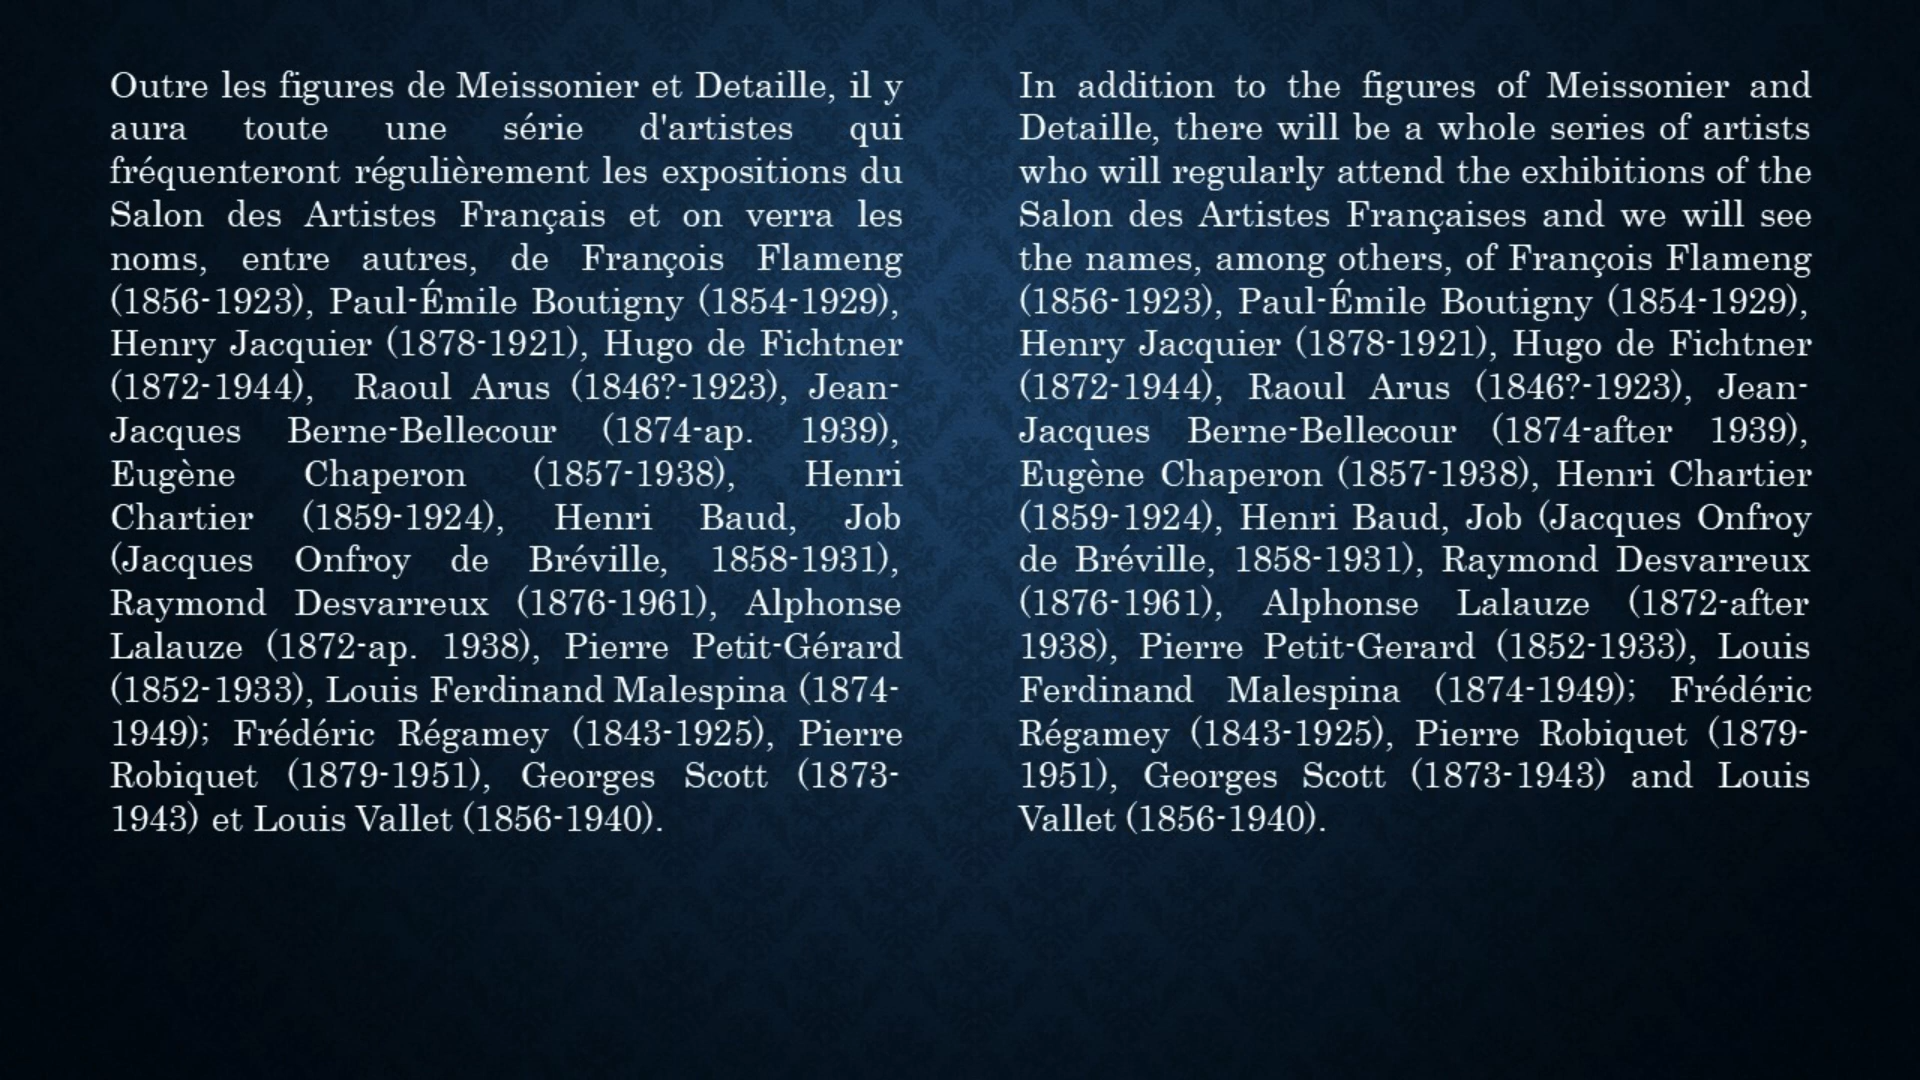 Outre les figures de Meissonier et Detaille, il y
aura toute une série d'artistes qui
fréquenteront régulièrement les expositions du
Salon des Artistes Français et on verra les
noms, entre autres, de François Flameng
(1856-1923), Paul-Émile Boutigny (1854-1929),
Henry Jacquier (1878-1921), Hugo de Fichtner
(1872-1944), Raoul Arus (1846?-1923), Jean-
Jacques Berne-Bellecour (1874-ap. 1939),
Eugène Chaperon (1857-1938), Henri
Chartier (1859-1924), Henri Baud, Job
(Jacques Onfroy de Bréville, 1858-1931),
Raymond Desvarreux (1876-1961), Alphonse
Lalauze (1872-ap. 1938), Pierre Petit-Gérard
(1852-1933), Louis Ferdinand Malespina (1874-
1949); Frédéric Régamey (1843-1925), Pierre
Robiquet (1879-1951), Georges Scott (1873-
1943) et Louis Vallet (1856-1940).
In addition to the figures of Meissonier and
Detaille, there will be a whole series of artists
who will regularly attend the exhibitions of the
Salon des Artistes Françaises and we will see
the names, among others, of François Flameng
(1856-1923), Paul-Émile Boutigny (1854-1929),
Henry Jacquier (1878-1921), Hugo de Fichtner
(1872-1944), Raoul Arus (1846?-1923), Jean-
Jacques Berne-Bellecour (1874-after 1939),
Eugène Chaperon (1857-1938), Henri Chartier
(1859-1924), Henri Baud, Job (Jacques Onfroy
de Bréville, 1858-1931), Raymond Desvarreux
(1876-1961), Alphonse Lalauze (1872-after
1938), Pierre Petit-Gerard (1852-1933), Louis
Ferdinand Malespina (1874-1949); Frédéric
Régamey (1843-1925), Pierre Robiquet (1879-
1951), Georges Scott (1873-1943) and Louis
Vallet (1856-1940).